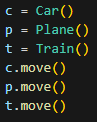 c = Car()
p = Plane()
t = Train()
c.move()
p.move()
t.move()